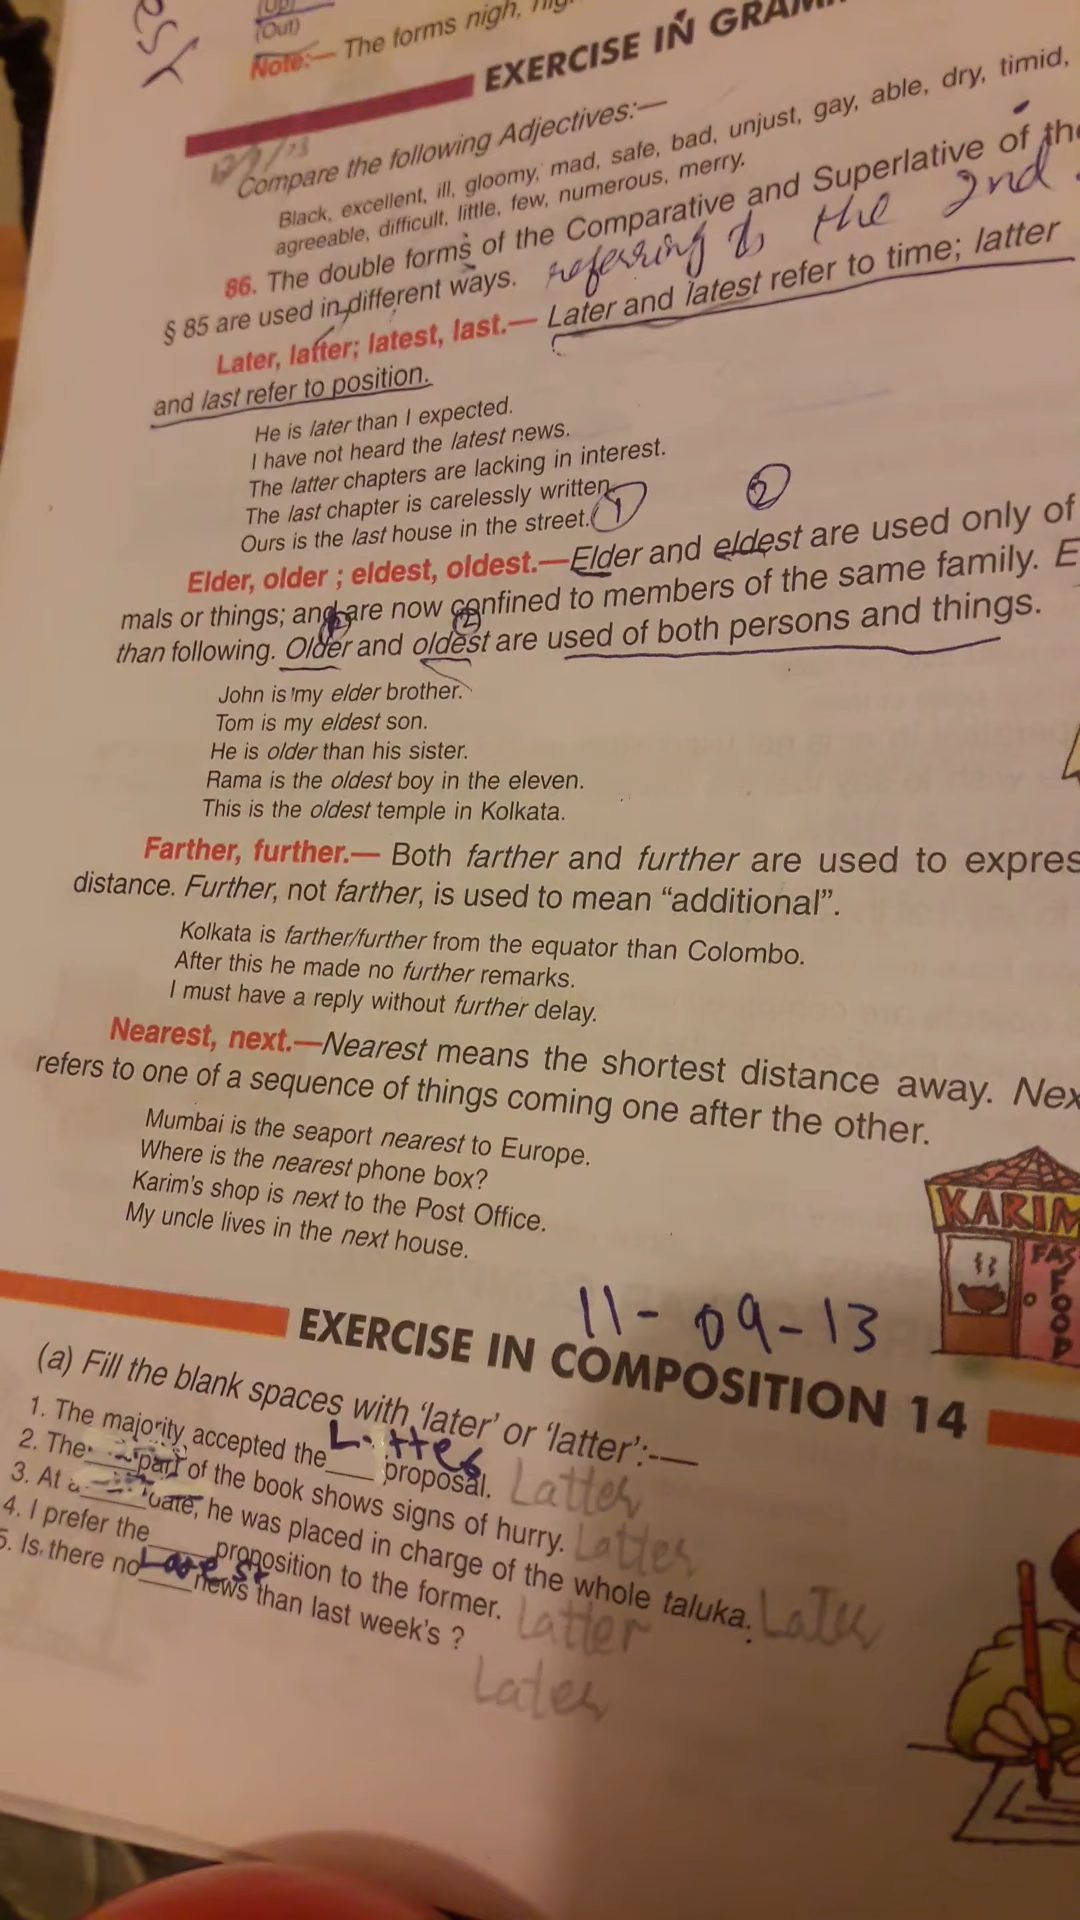 (Out)
Note:— The forms nigh,
EXERCISE IN
Compare the following Adjectives:—
Black, excellent, ill, gloomy, mad, safe, bad, unjust, gay, able, dry, timid,
agreeable, difficult, little, few, numerous, merry.
86. The double forms of the Comparative and Superlative of the
§ 85 are used in different ways. referring to the 2nd
Later, latter; latest, last.— Later and latest refer to time; latter
and last refer to position.
He is later than I expected.
I have not heard the latest news.
The latter chapters are lacking in interest.
The last chapter is carelessly written.
Ours is the last house in the street. 1 2
Elder, older ; eldest, oldest.—Elder and eldest are used only of
mals or things; and are now confined to members of the same family. E
than following. Older and oldest are used of both persons and things.
John is my elder brother.
Tom is my eldest son.
He is older than his sister.
Rama is the oldest boy in the eleven.
This is the oldest temple in Kolkata.
Farther, further.— Both farther and further are used to expres
distance. Further, not farther, is used to mean “additional”.
Kolkata is farther/further from the equator than Colombo.
After this he made no further remarks.
I must have a reply without further delay.
Nearest, next.—Nearest means the shortest distance away. Nex
refers to one of a sequence of things coming one after the other.
Mumbai is the seaport nearest to Europe.
Where is the nearest phone box?
Karim’s shop is next to the Post Office.
My uncle lives in the next house.
KARIM
FAS
FOOD
11-09-13
EXERCISE IN COMPOSITION 14
(a) Fill the blank spaces with ‘later’ or ‘latter’:-—
1. The majority accepted the ____ proposal. Latter
2. The ____ part of the book shows signs of hurry. Latter
3. At a ____ date, he was placed in charge of the whole taluka. Later
4. I prefer the ____ proposition to the former. Latter
5. Is there no ____ news than last week’s ?
Later